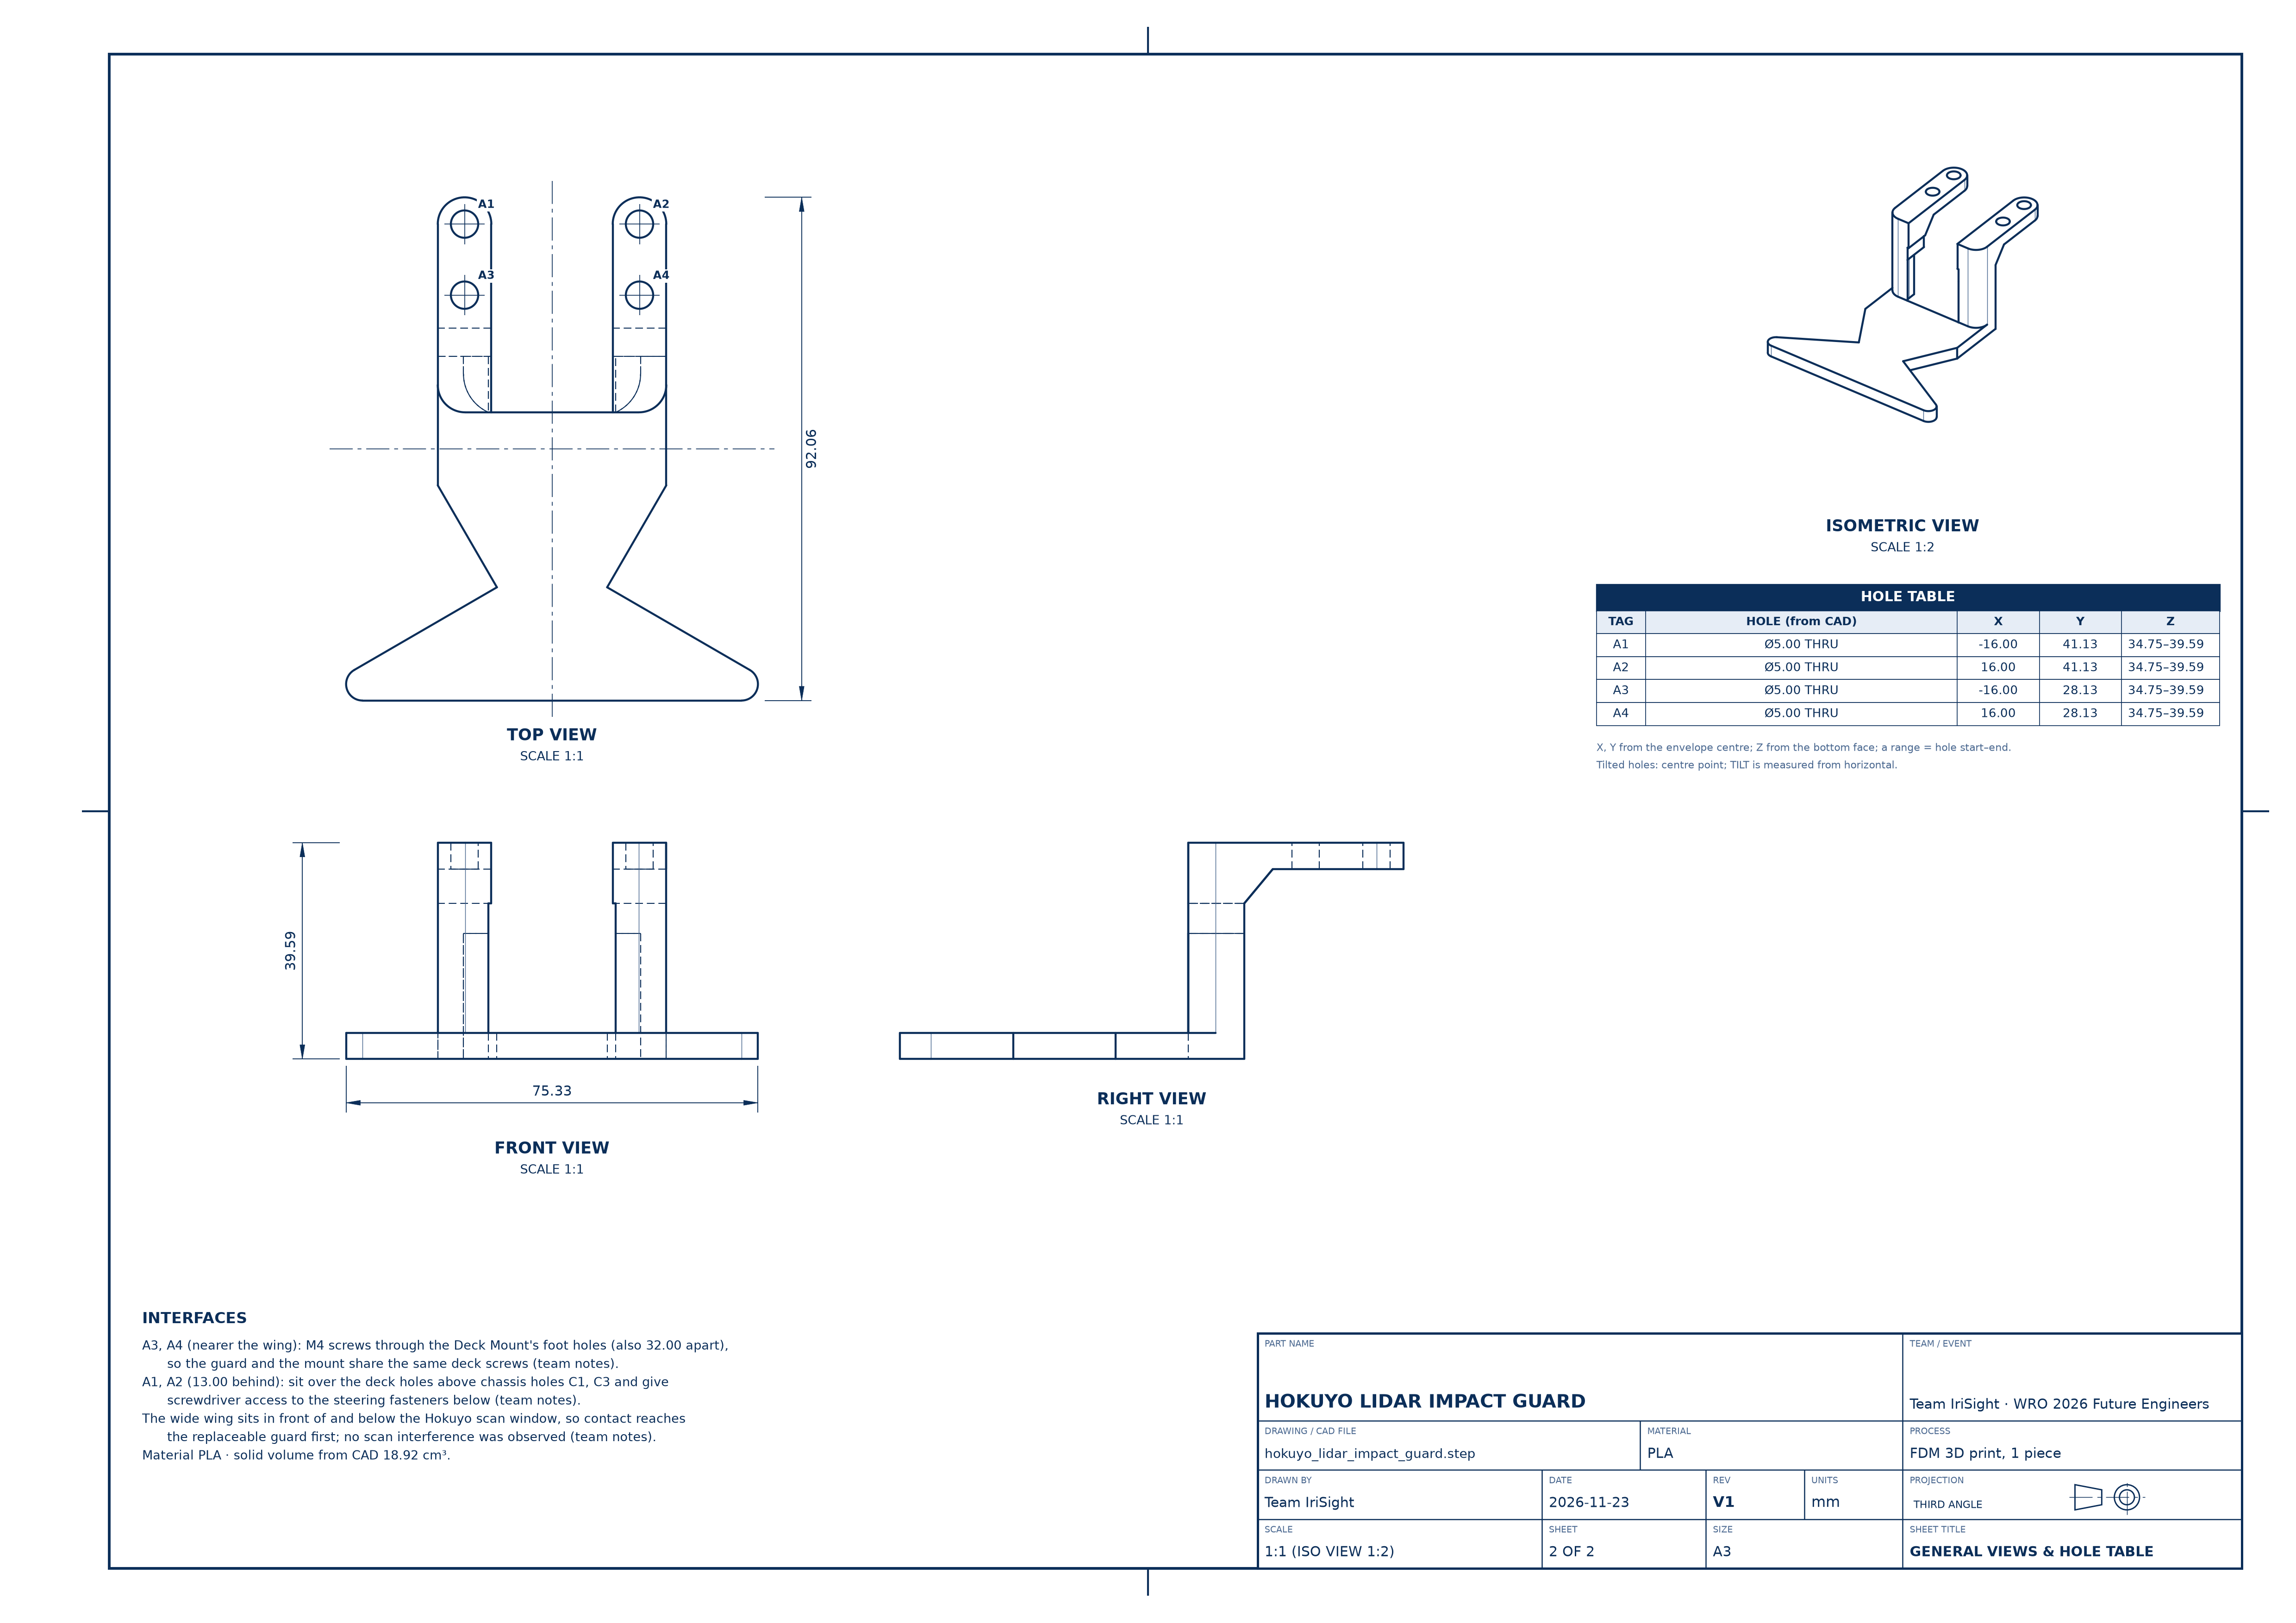 A1
A2
A3
A4
92.06
TOP VIEW
SCALE 1:1
ISOMETRIC VIEW
SCALE 1:2
HOLE TABLE
TAG HOLE (from CAD) X Y Z
A1 Ø5.00 THRU -16.00 41.13 34.75–39.59
A2 Ø5.00 THRU 16.00 41.13 34.75–39.59
A3 Ø5.00 THRU -16.00 28.13 34.75–39.59
A4 Ø5.00 THRU 16.00 28.13 34.75–39.59
X, Y from the envelope centre; Z from the bottom face; a range = hole start–end.
Tilted holes: centre point; TILT is measured from horizontal.
39.59
75.33
FRONT VIEW
SCALE 1:1
RIGHT VIEW
SCALE 1:1
INTERFACES
A3, A4 (nearer the wing): M4 screws through the Deck Mount's foot holes (also 32.00 apart),
so the guard and the mount share the same deck screws (team notes).
A1, A2 (13.00 behind): sit over the deck holes above chassis holes C1, C3 and give
screwdriver access to the steering fasteners below (team notes).
The wide wing sits in front of and below the Hokuyo scan window, so contact reaches
the replaceable guard first; no scan interference was observed (team notes).
Material PLA · solid volume from CAD 18.92 cm³.
PART NAME
HOKUYO LIDAR IMPACT GUARD
TEAM / EVENT
Team IriSight · WRO 2026 Future Engineers
DRAWING / CAD FILE
hokuyo_lidar_impact_guard.step
MATERIAL
PLA
PROCESS
FDM 3D print, 1 piece
DRAWN BY
Team IriSight
DATE
2026-11-23
REV
V1
UNITS
mm
PROJECTION
THIRD ANGLE
SCALE
1:1 (ISO VIEW 1:2)
SHEET
2 OF 2
SIZE
A3
SHEET TITLE
GENERAL VIEWS & HOLE TABLE